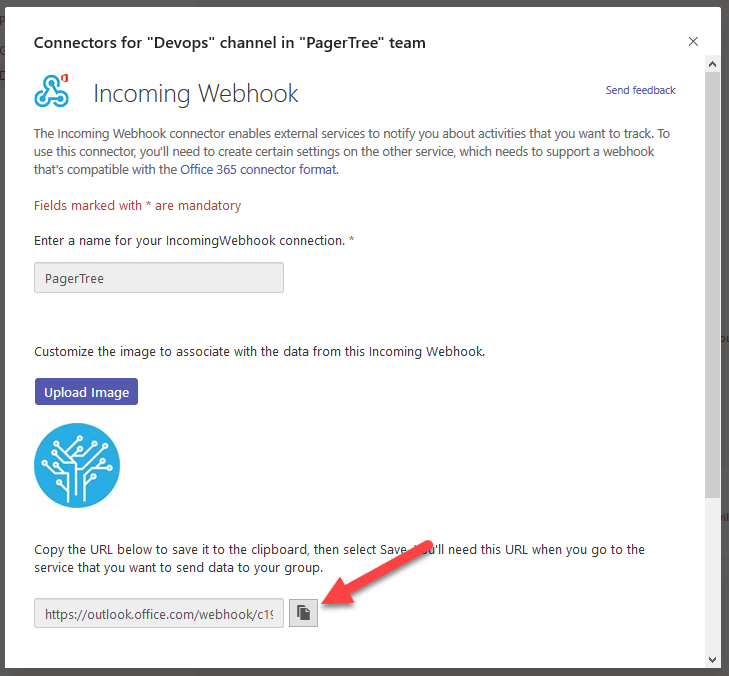 Connectors for "Devops" channel in "PagerTree" team
Incoming Webhook
Send feedback
The Incoming Webhook connector enables external services to notify you about activities that you want to track. To
use this connector, you'll need to create certain settings on the other service, which needs to support a webhook
that's compatible with the Office 365 connector format.
Fields marked with * are mandatory
Enter a name for your IncomingWebhook connection. *
PagerTree
Customize the image to associate with the data from this Incoming Webhook.
Upload Image
Copy the URL below to save it to the clipboard, then select Save. You'll need this URL when you go to the
service that you want to send data to your group.
https://outlook.office.com/webhook/c19